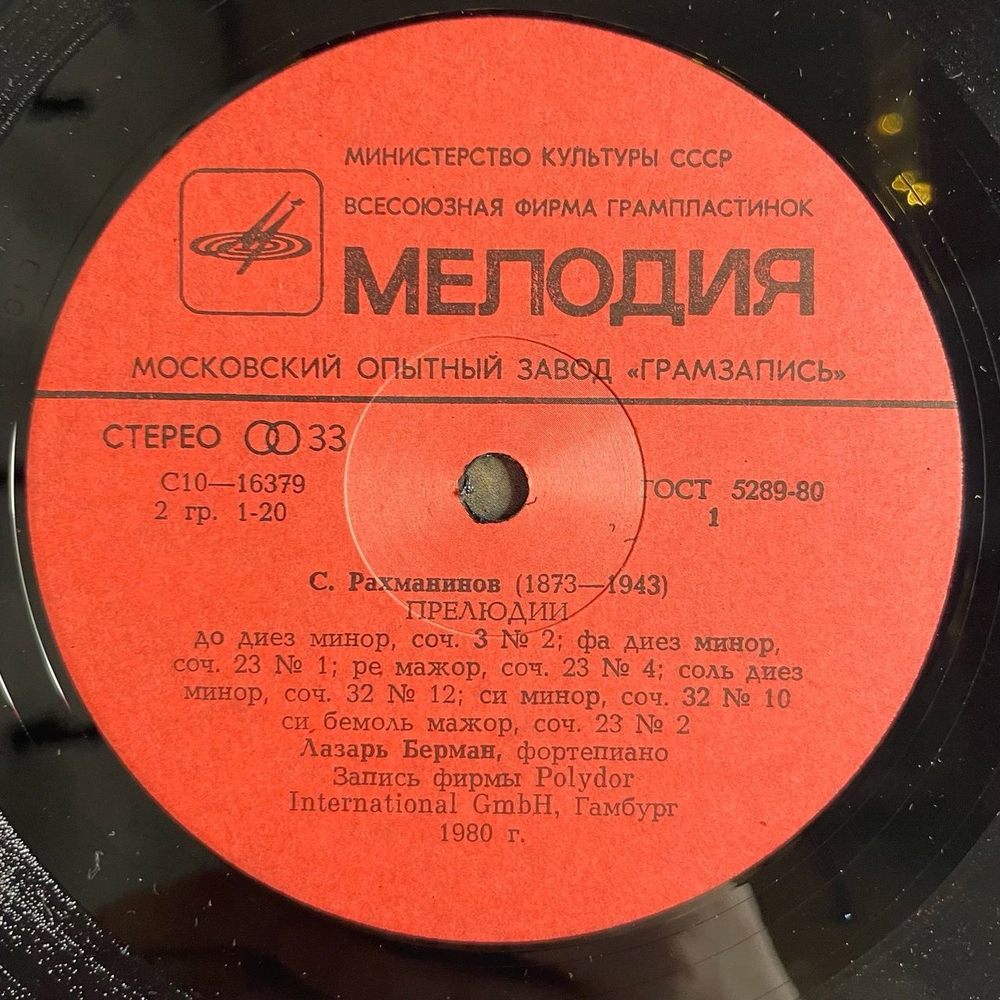 МИНИСТЕРСТВО КУЛЬТУРЫ СССР
ВСЕСОЮЗНАЯ ФИРМА ГРАМПЛАСТИНОК
МЕЛОДИЯ
МОСКОВСКИЙ ОПЫТНЫЙ ЗАВОД «ГРАМЗАПИСЬ»
СТЕРЕО 33
С10—16379
2 гр. 1-20
ГОСТ 5289-80
1
С. Рахманинов (1873—1943)
ПРЕЛЮДИИ
до диез минор, соч. 3 № 2; фа диез минор,
соч. 23 № 1; ре мажор, соч. 23 № 4; соль диез
минор, соч. 32 № 12; си минор, соч. 32 № 10
си бемоль мажор, соч. 23 № 2
Лазарь Берман, фортепиано
Запись фирмы Polydor
International GmbH, Гамбург
1980 г.